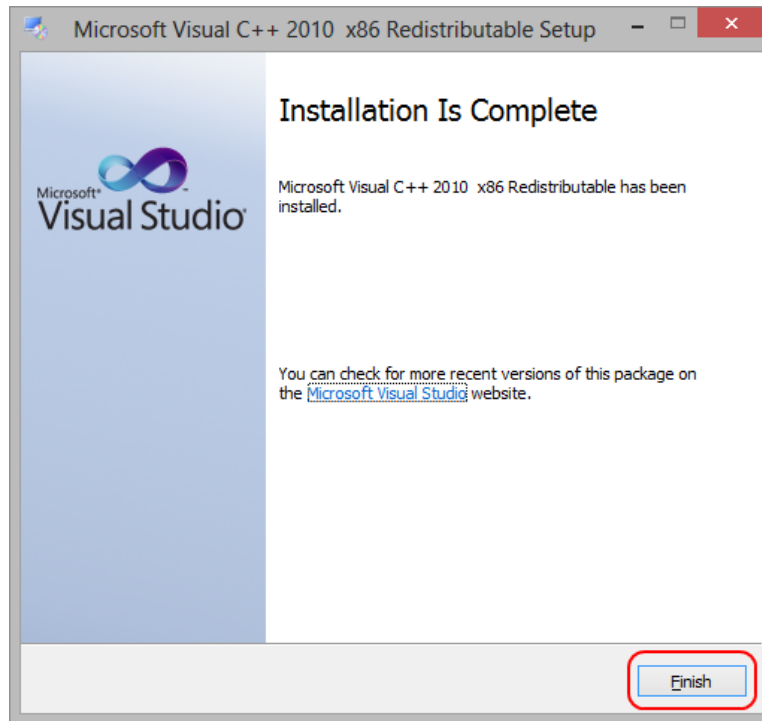 Microsoft Visual C++ 2010  x86 Redistributable Setup
Installation Is Complete
Microsoft Visual C++ 2010  x86 Redistributable has been
installed.
Microsoft
Visual Studio
You can check for more recent versions of this package on
the Microsoft Visual Studio website.
Finish